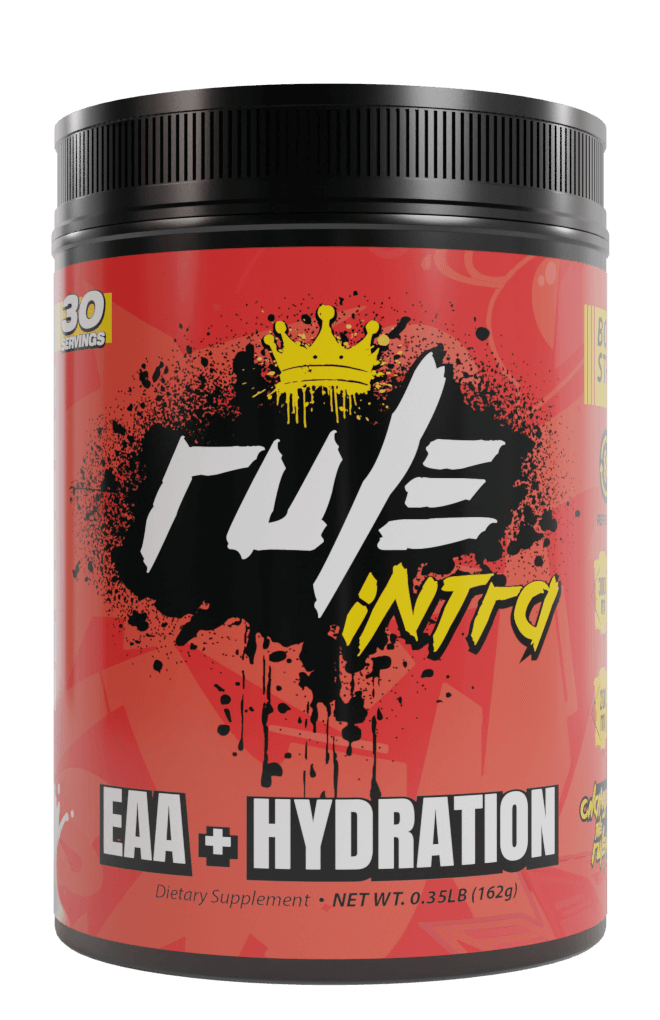 30
SERVINGS
rule
iNTra
EAA + HYDRATION
Dietary Supplement • NET WT. 0.35LB (162g)